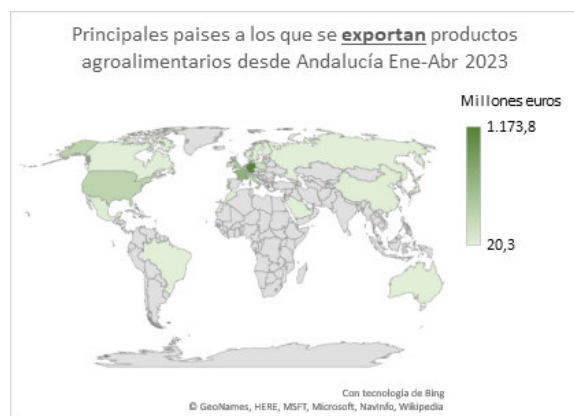 Principales paises a los que se exportan productos
agroalimentarios desde Andalucía Ene-Abr 2023
Millones euros
1.173,8
20,3
Con tecnología de Bing
© GeoNames, HERE, MSFT, Microsoft, NavInfo, Wikipedia